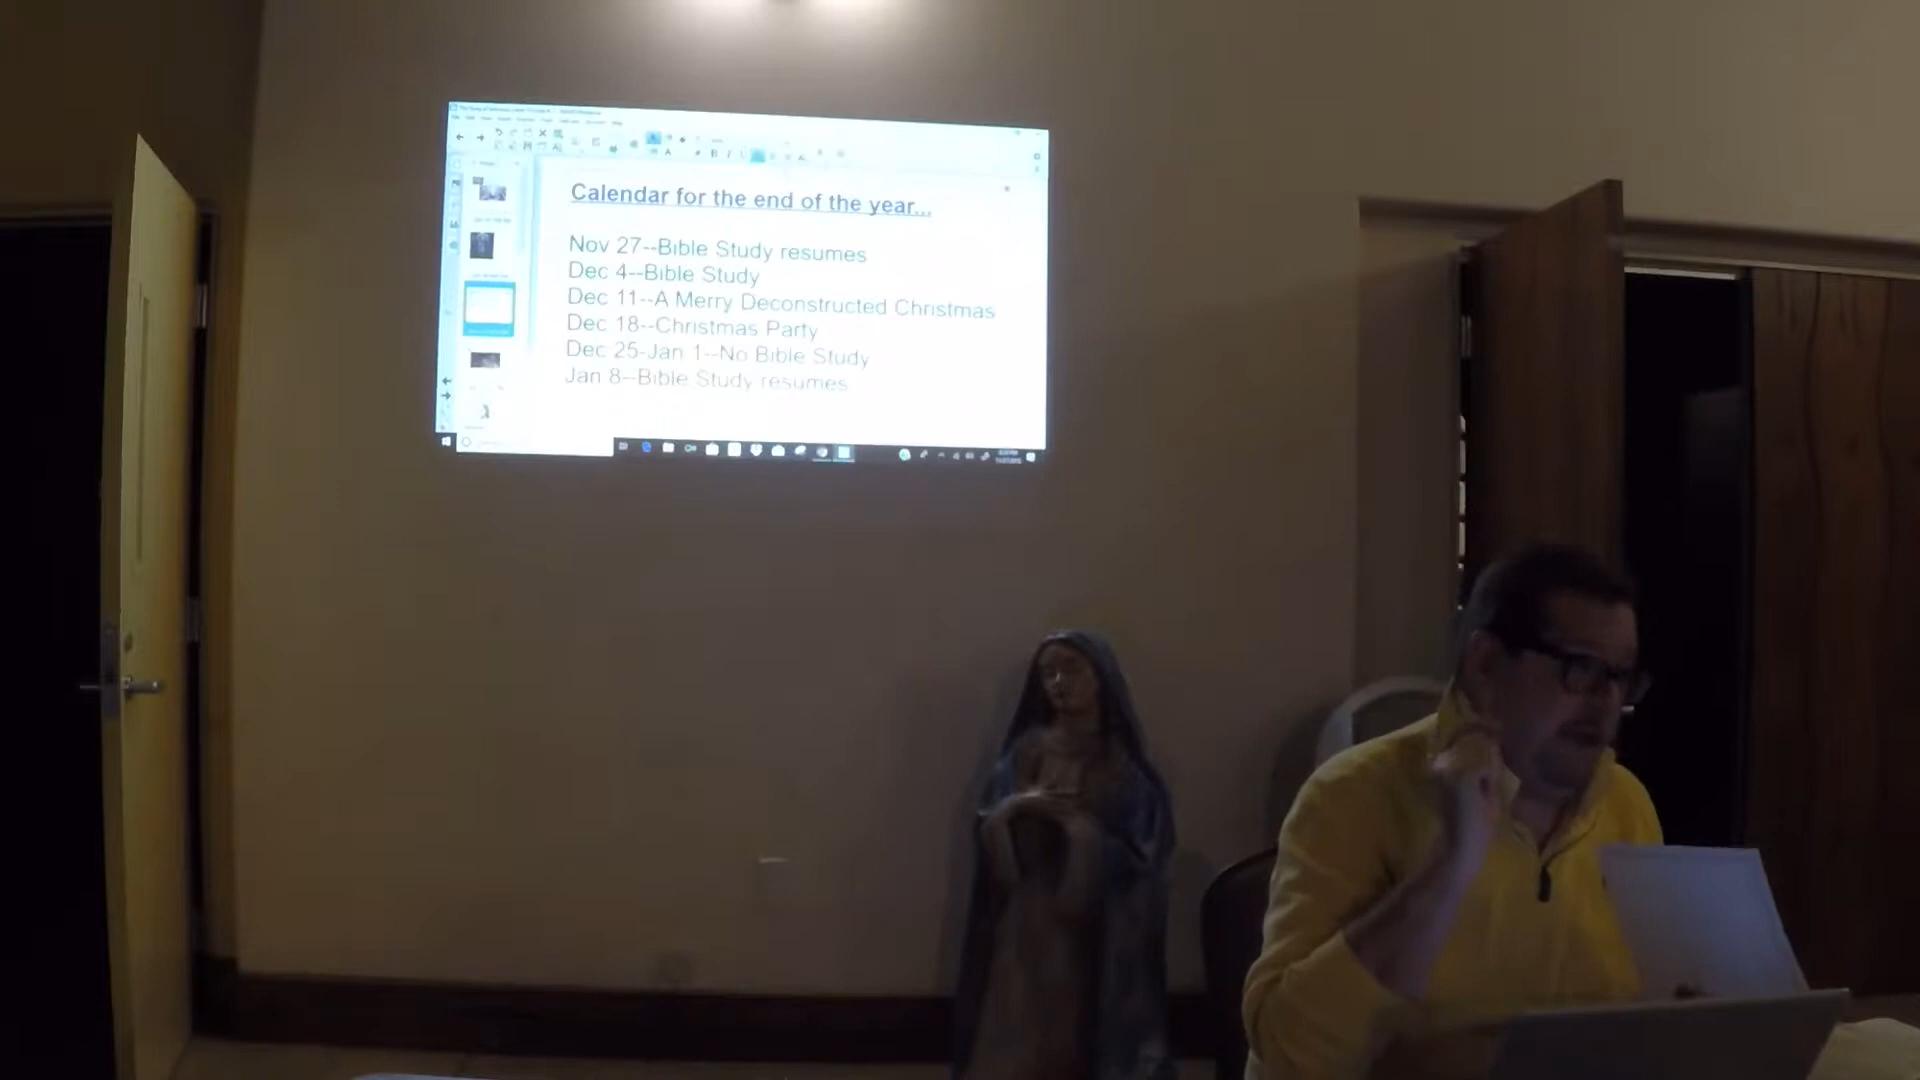 Calendar for the end of the year...
Nov 27--Bible Study resumes
Dec 4--Bible Study
Dec 11--A Merry Deconstructed Christmas
Dec 18--Christmas Party
Dec 25-Jan 1--No Bible Study
Jan 8--Bible Study resumes